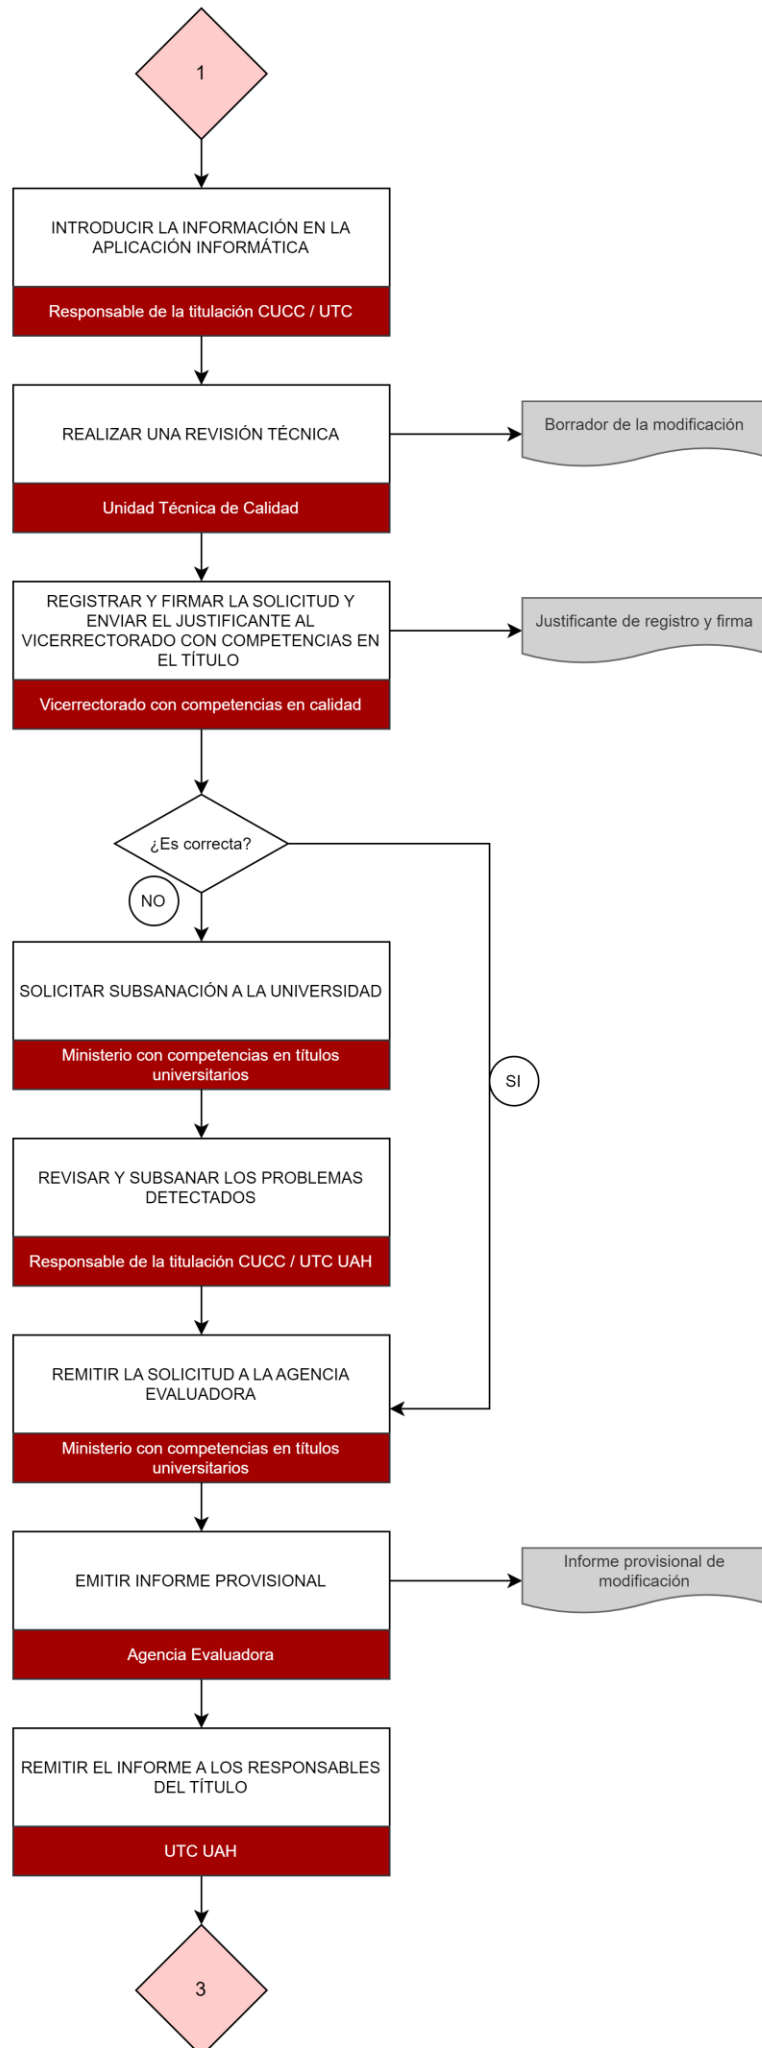 1
INTRODUCIR LA INFORMACIÓN EN LA
APLICACIÓN INFORMÁTICA
Responsable de la titulación CUCC / UTC
REALIZAR UNA REVISIÓN TÉCNICA
Borrador de la modificación
Unidad Técnica de Calidad
REGISTRAR Y FIRMAR LA SOLICITUD Y
ENVIAR EL JUSTIFICANTE AL
VICERRECTORADO CON COMPETENCIAS EN
EL TÍTULO
Justificante de registro y firma
Vicerrectorado con competencias en calidad
¿Es correcta?
NO
SOLICITAR SUBSANACIÓN A LA UNIVERSIDAD
Ministerio con competencias en títulos
universitarios
SI
REVISAR Y SUBSANAR LOS PROBLEMAS
DETECTADOS
Responsable de la titulación CUCC / UTC UAH
REMITIR LA SOLICITUD A LA AGENCIA
EVALUADORA
Ministerio con competencias en títulos
universitarios
EMITIR INFORME PROVISIONAL
Informe provisional de
modificación
Agencia Evaluadora
REMITIR EL INFORME A LOS RESPONSABLES
DEL TÍTULO
UTC UAH
3